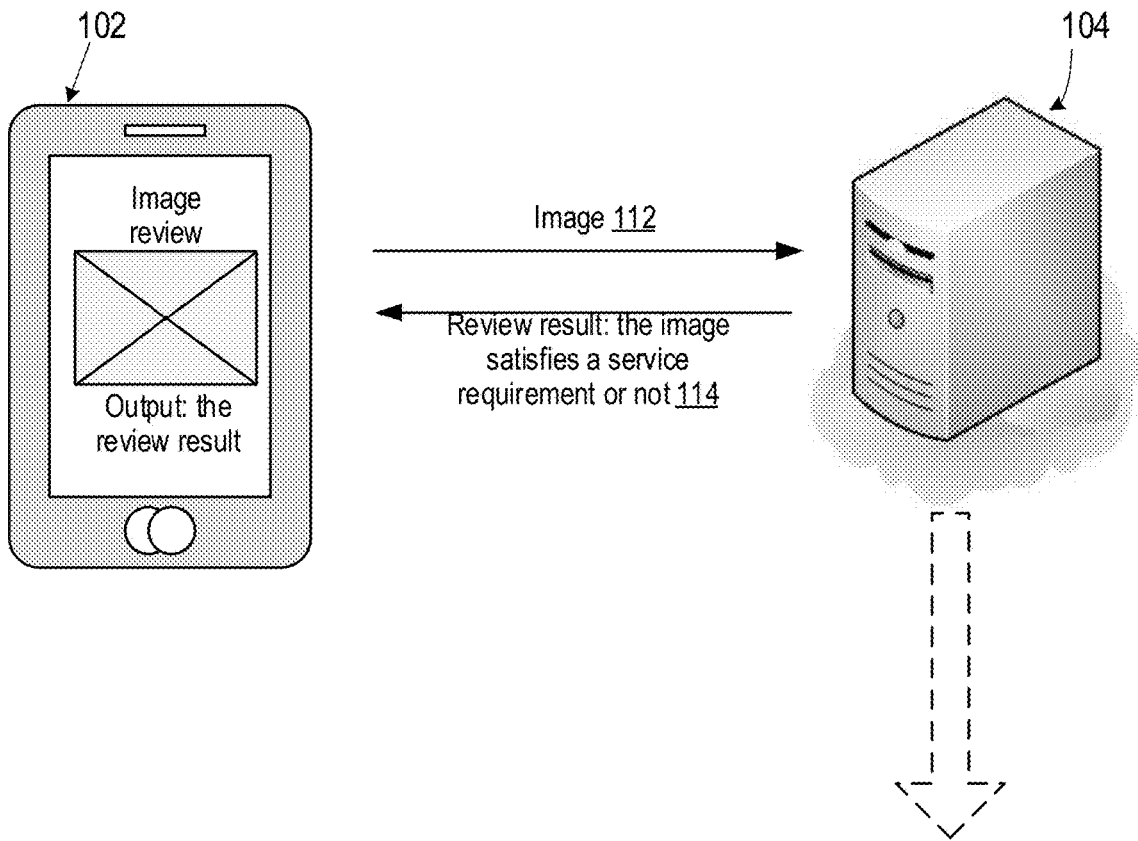 102
104
Image
review
Output: the
review result
Image 112
Review result: the image
satisfies a service
requirement or not 114